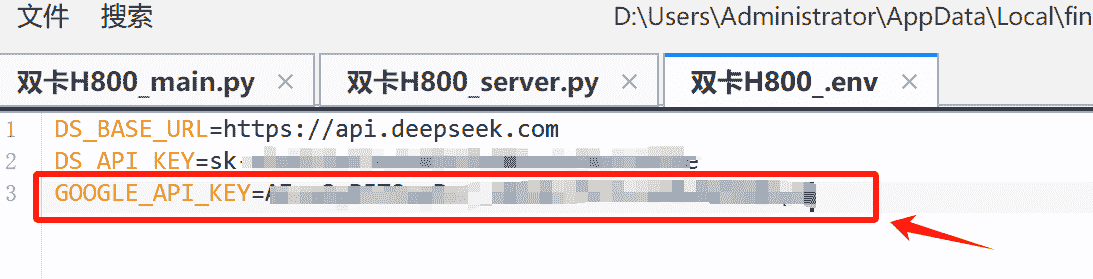 文件 搜索 D:\Users\Administrator\AppData\Local\fin
双卡H800_main.py × 双卡H800_server.py × 双卡H800_.env ×
1 DS_BASE_URL=https://api.deepseek.com
2 DS_API_KEY=sk-
3 GOOGLE_API_KEY=